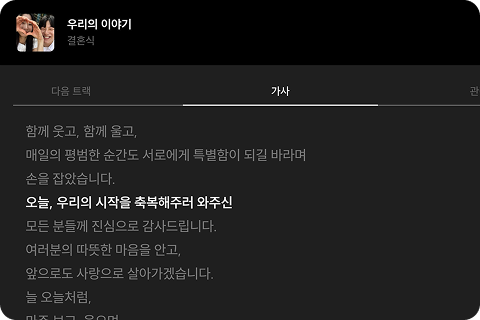 우리의 이야기
결혼식
다음 트랙
가사
관
함께 웃고, 함께 울고,
매일의 평범한 순간도 서로에게 특별함이 되길 바라며
손을 잡았습니다.
오늘, 우리의 시작을 축복해주러 와주신
모든 분들께 진심으로 감사드립니다.
여러분의 따뜻한 마음을 안고,
앞으로도 사랑으로 살아가겠습니다.
늘 오늘처럼,